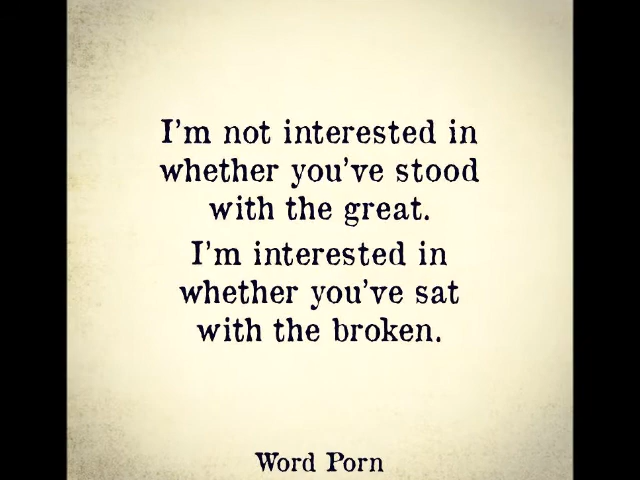 I'm not interested in
whether you've stood
with the great.
I'm interested in
whether you've sat
with the broken.
Word Porn